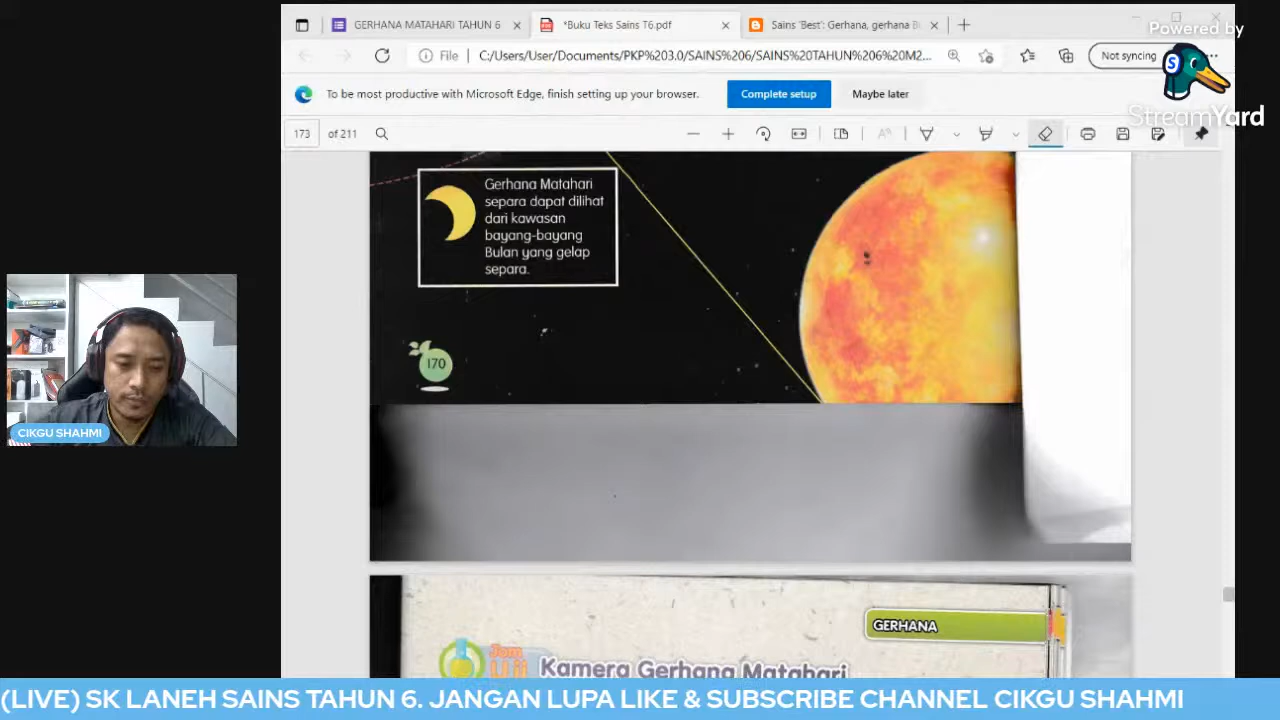 GERHANA MATAHARI TAHUN 6
*Buku Teks Sains T6.pdf
Sains 'Best': Gerhana, gerhana B
Powered by
StreamYard
File
C:/Users/User/Documents/PKP%203.0/SAINS%206/SAINS%20TAHUN%206%20M2...
Not syncing
To be most productive with Microsoft Edge, finish setting up your browser.
Complete setup
Maybe later
173 of 211
Gerhana Matahari
separa dapat dilihat
dari kawasan
bayang-bayang
Bulan yang gelap
separa.
170
CIKGU SHAHMI
GERHANA
Jom
Uji
Kamera Gerhana Matahari
(LIVE) SK LANEH SAINS TAHUN 6. JANGAN LUPA LIKE & SUBSCRIBE CHANNEL CIKGU SHAHMI